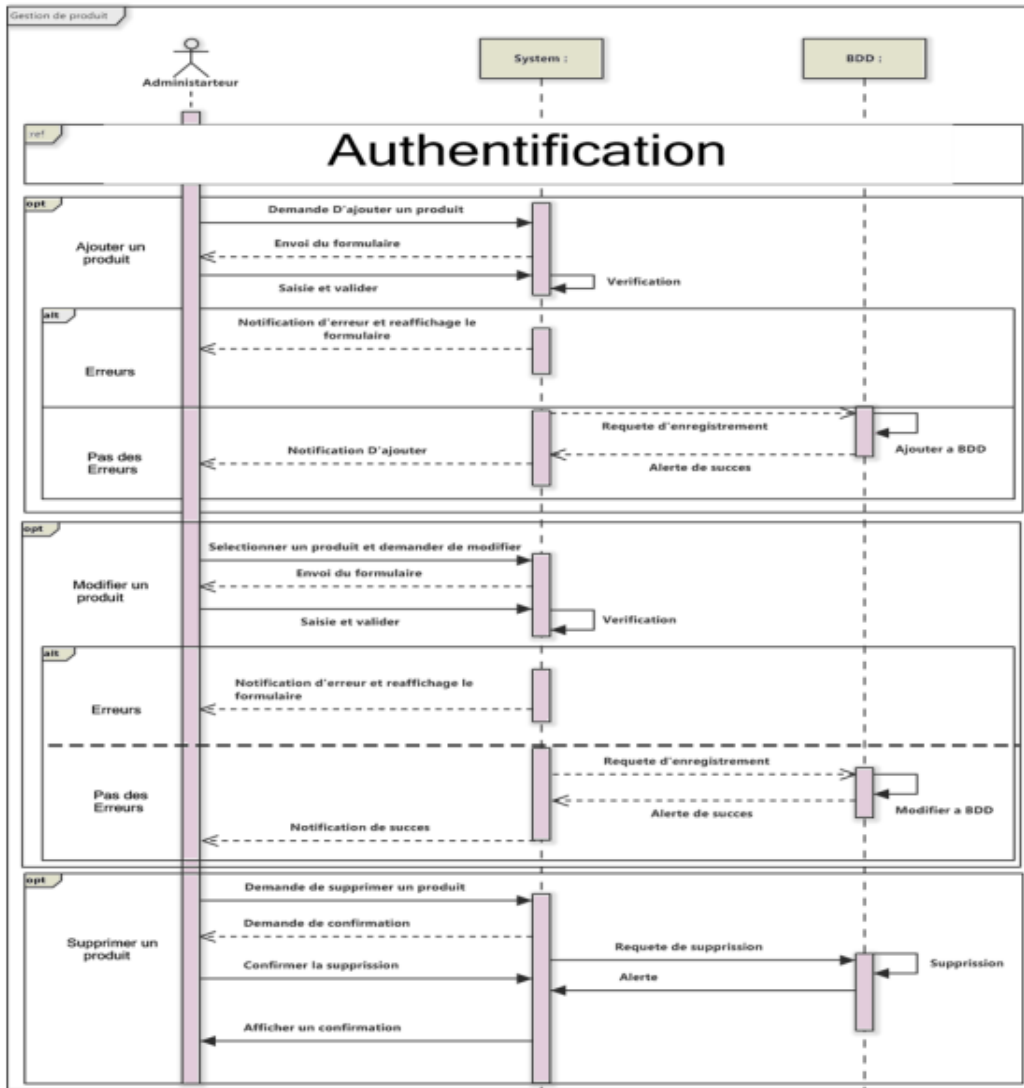 Gestion de produit
Administarteur
System :
BDD :
ref
Authentification
opt
Demande D'ajouter un produit
Ajouter un
produit
Envoi du formulaire
Saisie et valider
Verification
alt
Notification d'erreur et reaffichage le
formulaire
Erreurs
Requete d'enregistrement
Ajouter a BDD
Pas des
Erreurs
Notification D'ajouter
Alerte de succes
opt
Selectionner un produit et demander de modifier
Envoi du formulaire
Modifier un
produit
Saisie et valider
Verification
alt
Notification d'erreur et reaffichage le
formulaire
Erreurs
Requete d'enregistrement
Pas des
Erreurs
Alerte de succes
Modifier a BDD
Notification de succes
opt
Demande de supprimer un produit
Demande de confirmation
Supprimer un
produit
Requete de supprission
Confirmer la supprission
Alerte
Supprission
Afficher un confirmation